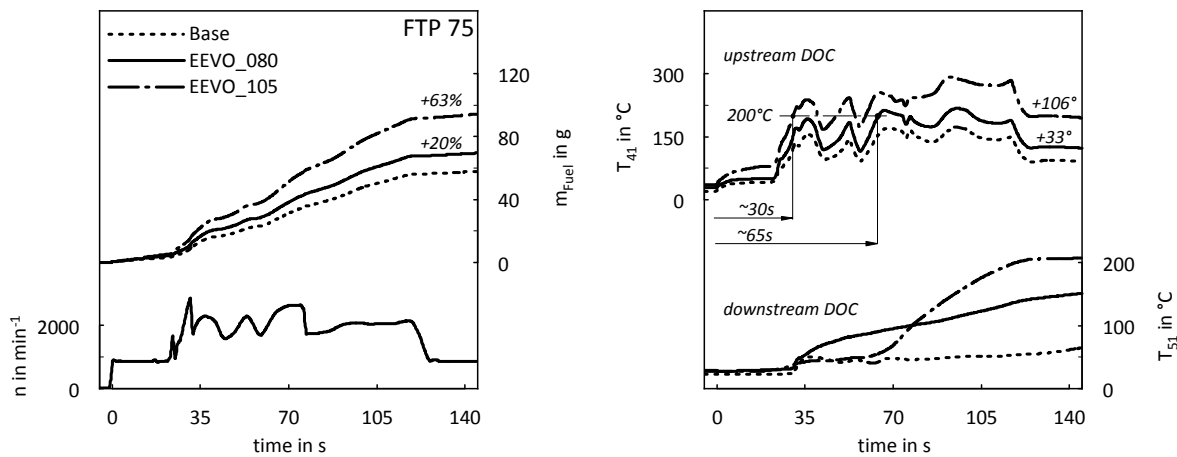 FTP 75
Base
EEVO_080
EEVO_105
+63%
+20%
120
80
40
0
m_Fuel in g
2000
0
n in min⁻¹
0 35 70 105 140
time in s
upstream DOC
300
150
0
T_41 in °C
200°C
+106°
+33°
~30s
~65s
downstream DOC
200
100
0
T_51 in °C
0 35 70 105 140
time in s